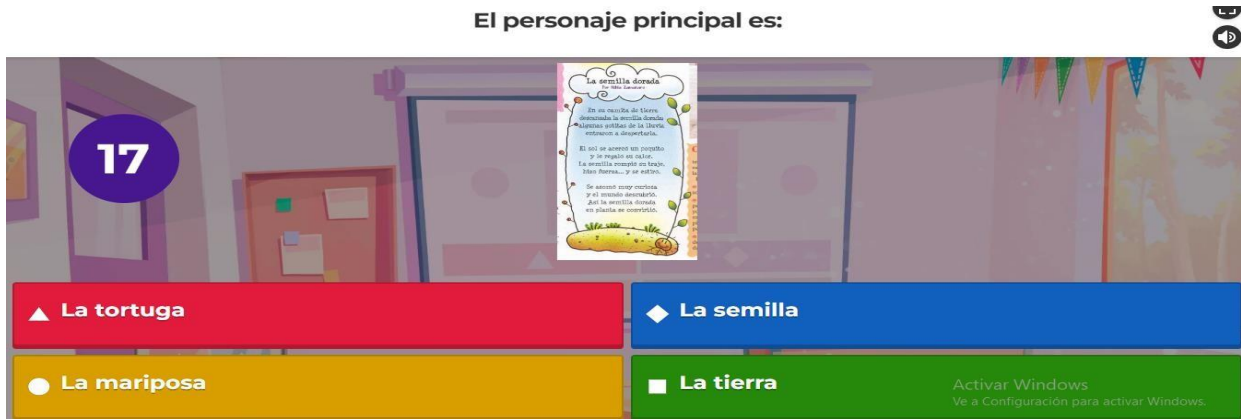 El personaje principal es:
17
La semilla dorada
En su camita de tierra
descansaba la semilla dorada
algunas gotitas de la lluvia
entraron a despertarla.
El sol se acercó un poquito
y le regaló su calor.
La semilla rompió su traje,
hizo fuerza... y se estiró.
Se asomó muy curiosa
y el mundo descubrió.
Así la semilla dorada
en planta se convirtió.
La tortuga
La semilla
La mariposa
La tierra
Activar Windows
Ve a Configuración para activar Windows.